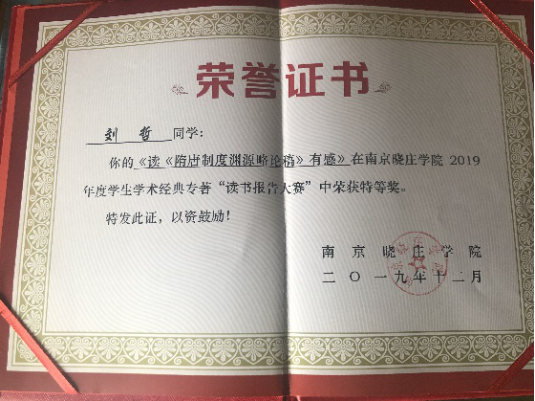 荣誉证书
刘哲同学：
你的《读《隋唐制度渊源略论稿》有感》在南京晓庄学院 2019
年度学生学术经典专著“读书报告大赛”中荣获特等奖。
特发此证，以资鼓励！
南京晓庄学院
二〇一九年十二月